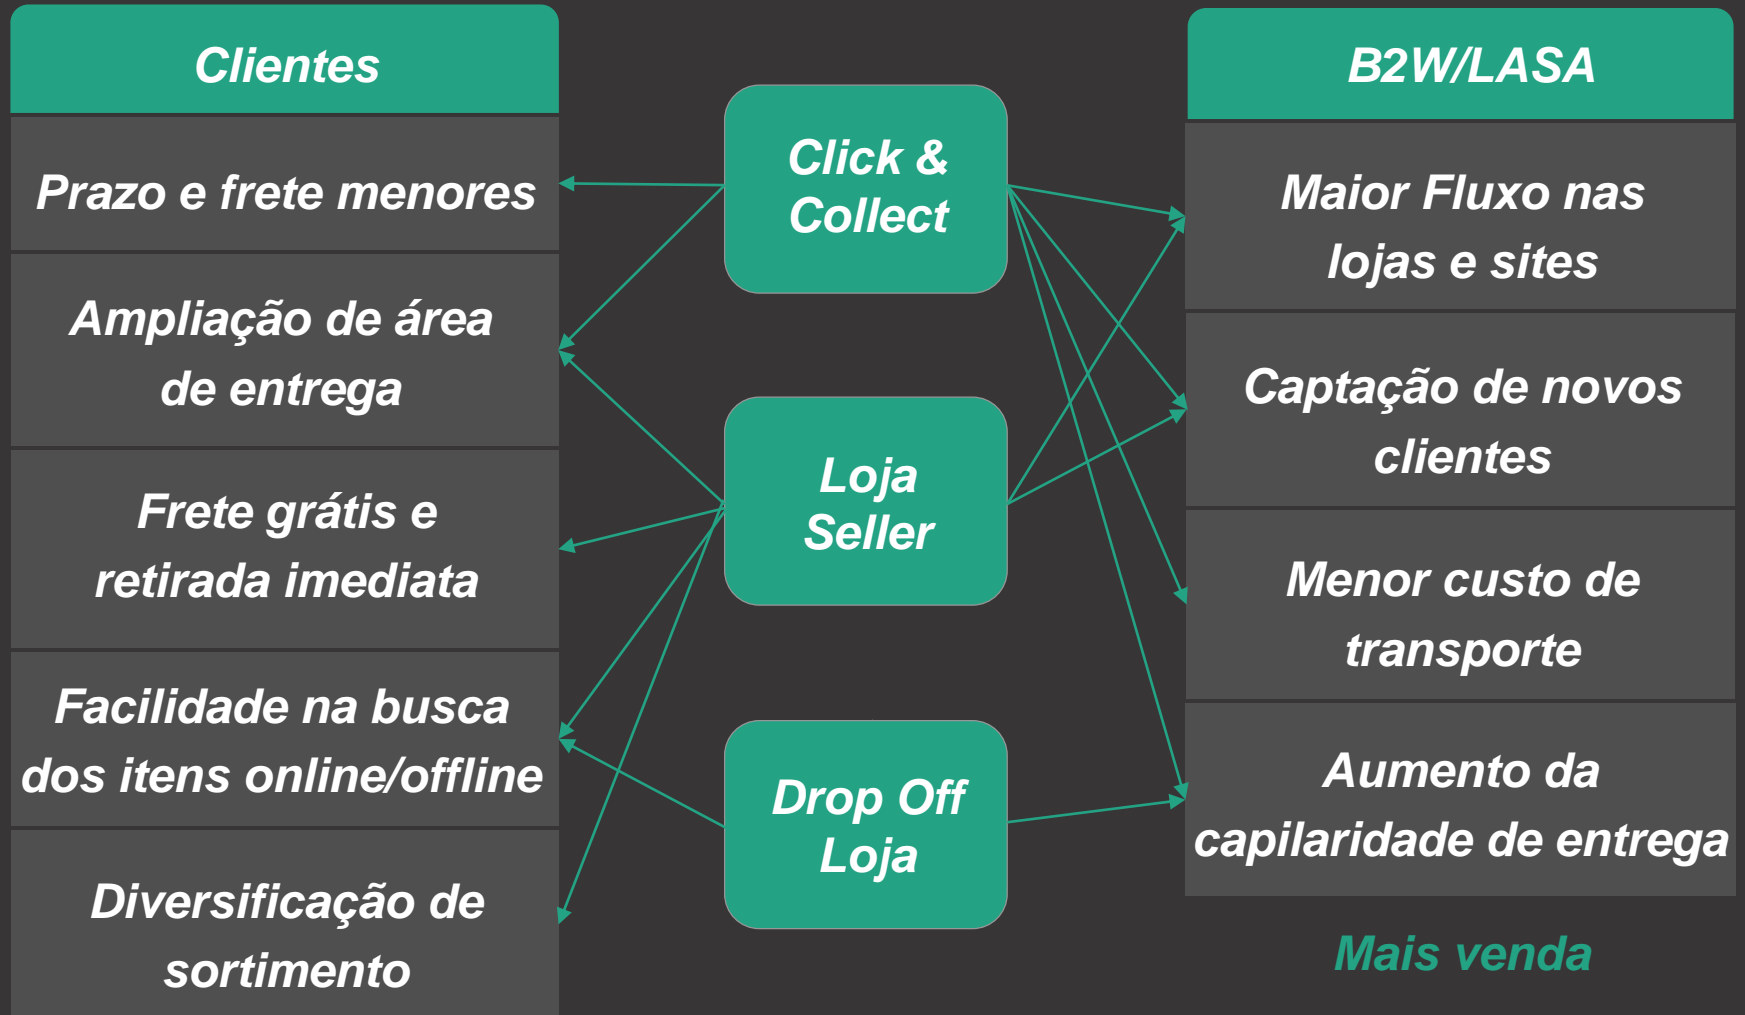 Clientes
Prazo e frete menores
Ampliação de área
de entrega
Frete grátis e
retirada imediata
Facilidade na busca
dos itens online/offline
Diversificação de
sortimento
Click &
Collect
Loja
Seller
Drop Off
Loja
B2W/LASA
Maior Fluxo nas
lojas e sites
Captação de novos
clientes
Menor custo de
transporte
Aumento da
capilaridade de entrega
Mais venda